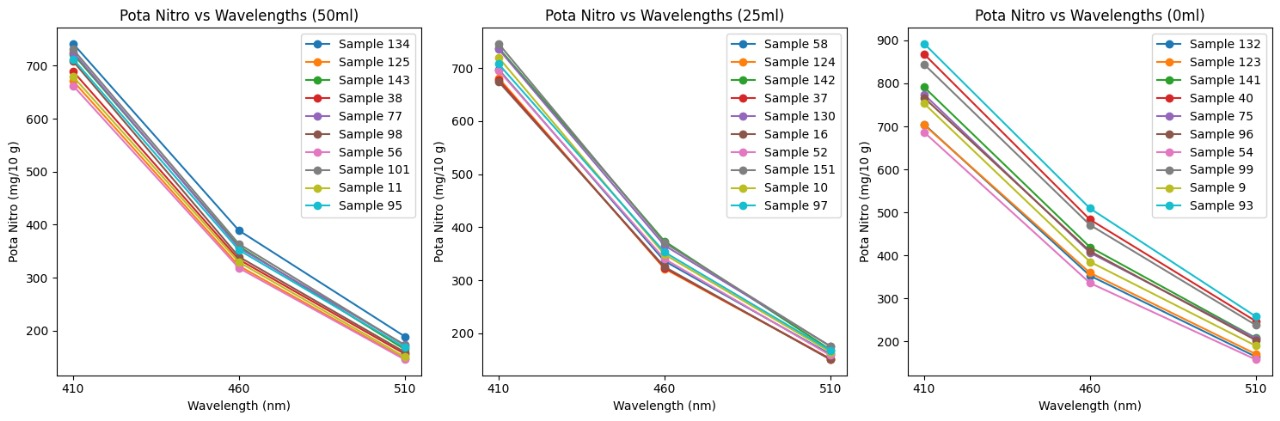 Pota Nitro vs Wavelengths (50ml)
Pota Nitro (mg/10 g)
700
600
500
400
300
200
410
460
510
Wavelength (nm)
Sample 134
Sample 125
Sample 143
Sample 38
Sample 77
Sample 98
Sample 56
Sample 101
Sample 11
Sample 95
Pota Nitro vs Wavelengths (25ml)
Pota Nitro (mg/10 g)
700
600
500
400
300
200
410
460
510
Wavelength (nm)
Sample 58
Sample 124
Sample 142
Sample 37
Sample 130
Sample 16
Sample 52
Sample 151
Sample 10
Sample 97
Pota Nitro vs Wavelengths (0ml)
Pota Nitro (mg/10 g)
900
800
700
600
500
400
300
200
410
460
510
Wavelength (nm)
Sample 132
Sample 123
Sample 141
Sample 40
Sample 75
Sample 96
Sample 54
Sample 99
Sample 9
Sample 93